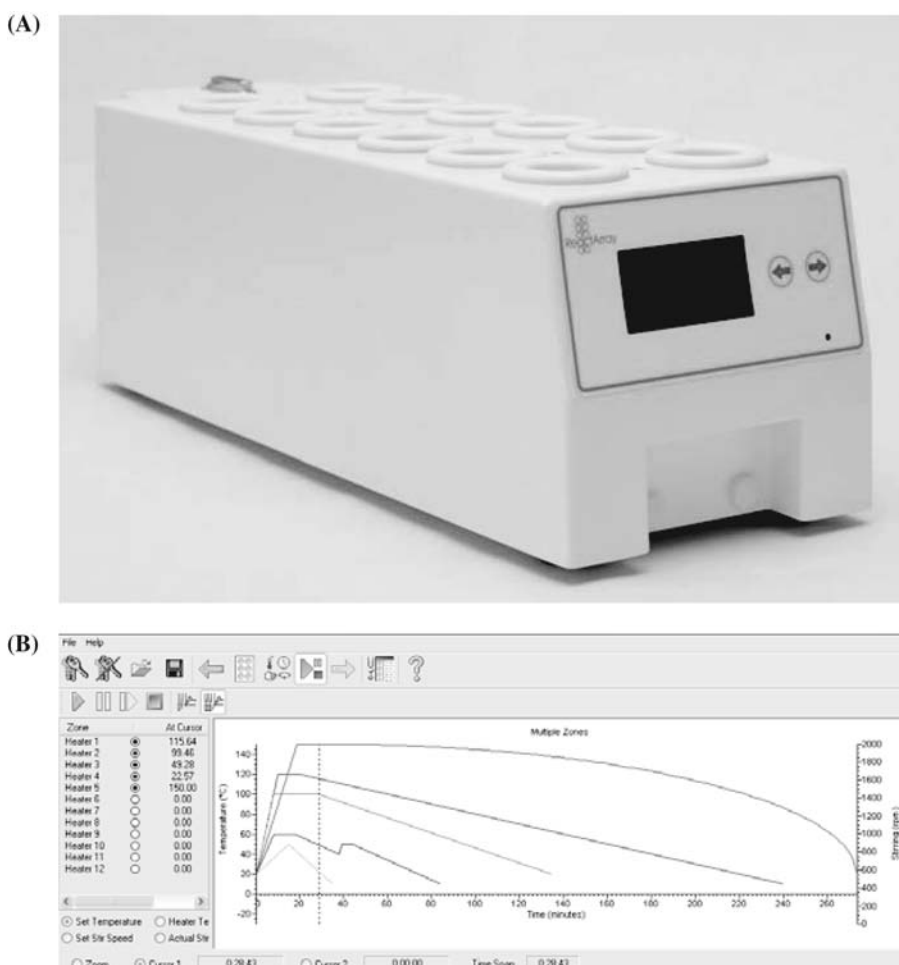 (A)
ReactArray
(B)
File Help
Zone At Cursor
Heater 1 115.64
Heater 2 99.46
Heater 3 49.28
Heater 4 22.57
Heater 5 150.00
Heater 6 0.00
Heater 7 0.00
Heater 8 0.00
Heater 9 0.00
Heater 10 0.00
Heater 11 0.00
Heater 12 0.00
Set Temperature Heater Te
Set Stir Speed Actual Stir
Multiple Zones
Temperature (°C)
140
120
100
80
60
40
20
0
-20
0 20 40 60 80 100 120 140 160 180 200 220 240 260
Time (minutes)
2000
1800
1600
1400
1200
1000
800
600
400
200
0
Stirring (rpm)
Zoom Cursor 1 0:28:43 Cursor 2 0:00:00 Time Span 0:28:43